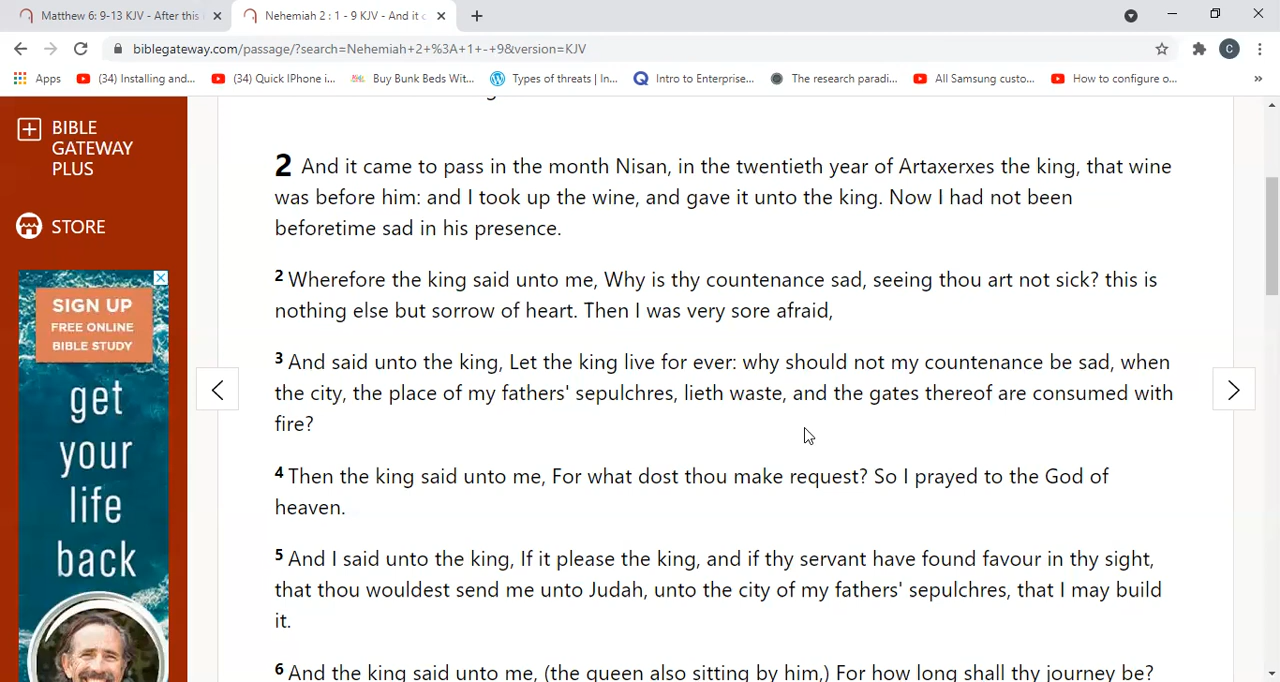 Matthew 6: 9-13 KJV - After this
Nehemiah 2 : 1 - 9 KJV - And it c
biblegateway.com/passage/?search=Nehemiah+2+%3A+1+-+9&version=KJV
C
Apps
(34) Installing and...
(34) Quick IPhone i...
Buy Bunk Beds Wit...
Types of threats | In...
Intro to Enterprise...
The research paradi...
All Samsung custo...
How to configure o...
»
BIBLE
GATEWAY
PLUS
STORE
SIGN UP
FREE ONLINE
BIBLE STUDY
get
your
life
back
2 And it came to pass in the month Nisan, in the twentieth year of Artaxerxes the king, that wine
was before him: and I took up the wine, and gave it unto the king. Now I had not been
beforetime sad in his presence.
2 Wherefore the king said unto me, Why is thy countenance sad, seeing thou art not sick? this is
nothing else but sorrow of heart. Then I was very sore afraid,
3 And said unto the king, Let the king live for ever: why should not my countenance be sad, when
the city, the place of my fathers' sepulchres, lieth waste, and the gates thereof are consumed with
fire?
4 Then the king said unto me, For what dost thou make request? So I prayed to the God of
heaven.
5 And I said unto the king, If it please the king, and if thy servant have found favour in thy sight,
that thou wouldest send me unto Judah, unto the city of my fathers' sepulchres, that I may build
it.
6 And the king said unto me, (the queen also sitting by him,) For how long shall thy journey be?